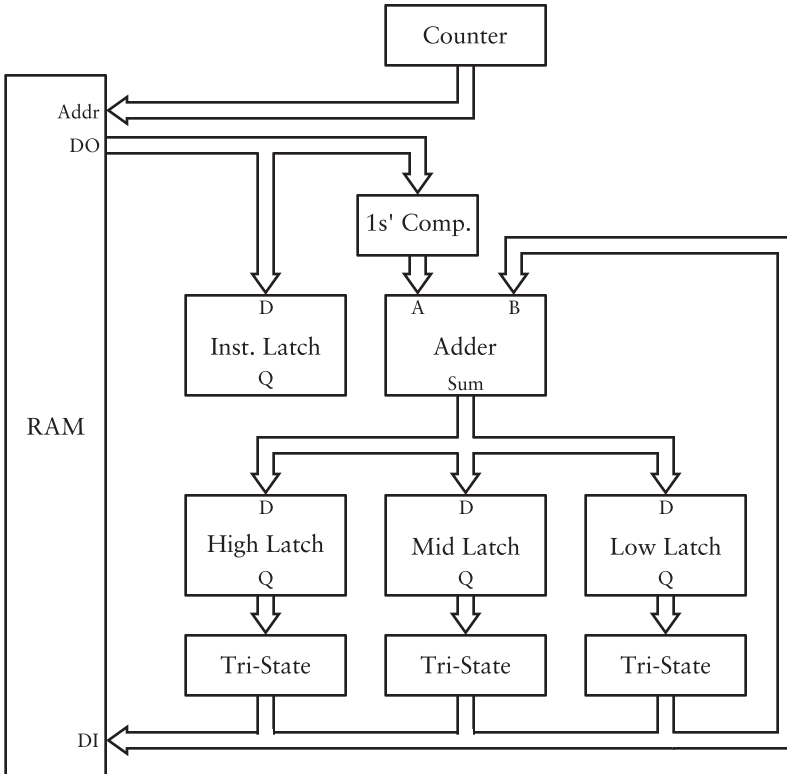 Counter
Addr
DO
1s' Comp.
D
A
B
Inst. Latch
Adder
Q
Sum
RAM
D
D
D
High Latch
Mid Latch
Low Latch
Q
Q
Q
Tri-State
Tri-State
Tri-State
DI